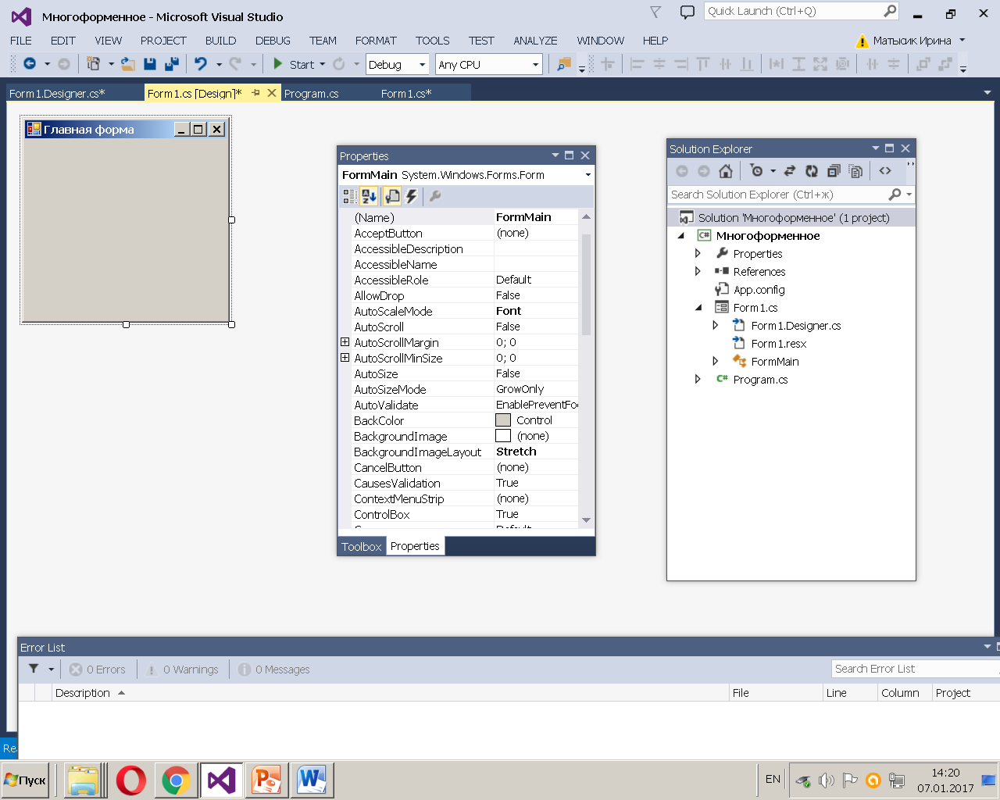 Многоформенное - Microsoft Visual Studio
Quick Launch (Ctrl+Q)
FILE EDIT VIEW PROJECT BUILD DEBUG TEAM FORMAT TOOLS TEST ANALYZE WINDOW HELP
Матысик Ирина
Start Debug Any CPU
Form1.Designer.cs* Form1.cs [Design]* Program.cs Form1.cs*
Главная форма
Properties
FormMain System.Windows.Forms.Form
(Name) FormMain
AcceptButton (none)
AccessibleDescription
AccessibleName
AccessibleRole Default
AllowDrop False
AutoScaleMode Font
AutoScroll False
AutoScrollMargin 0; 0
AutoScrollMinSize 0; 0
AutoSize False
AutoSizeMode GrowOnly
AutoValidate EnablePreventFo
BackColor Control
BackgroundImage (none)
BackgroundImageLayout Stretch
CancelButton (none)
CausesValidation True
ContextMenuStrip (none)
ControlBox True
Toolbox Properties
Solution Explorer
Search Solution Explorer (Ctrl+ж)
Solution 'Многоформенное' (1 project)
C# Многоформенное
Properties
References
App.config
Form1.cs
Form1.Designer.cs
Form1.resx
FormMain
C# Program.cs
Error List
0 Errors 0 Warnings 0 Messages
Search Error List
Description File Line Column Project
Re
Пуск
EN
14:20
07.01.2017